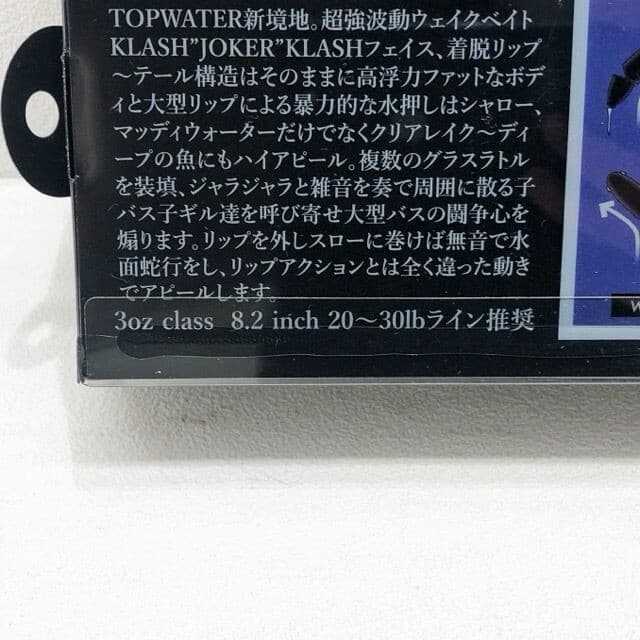 TOPWATER新境地。超強波動ウェイクベイト
KLASH"JOKER"KLASHフェイス、着脱リップ
〜テール構造はそのままに高浮力ファットなボデ
ィと大型リップによる暴力的な水押しはシャロー、
マッディウォーターだけでなくクリアレイク〜ディ
ープの魚にもハイアピール。複数のグラスラトル
を装填、ジャラジャラと雑音を奏で周囲に散る子
バス子ギル達を呼び寄せ大型バスの闘争心を
煽ります。リップを外しスローに巻けば無音で水
面蛇行をし、リップアクションとは全く違った動き
でアピールします。
3oz class 8.2 inch 20〜30lbライン推奨
W